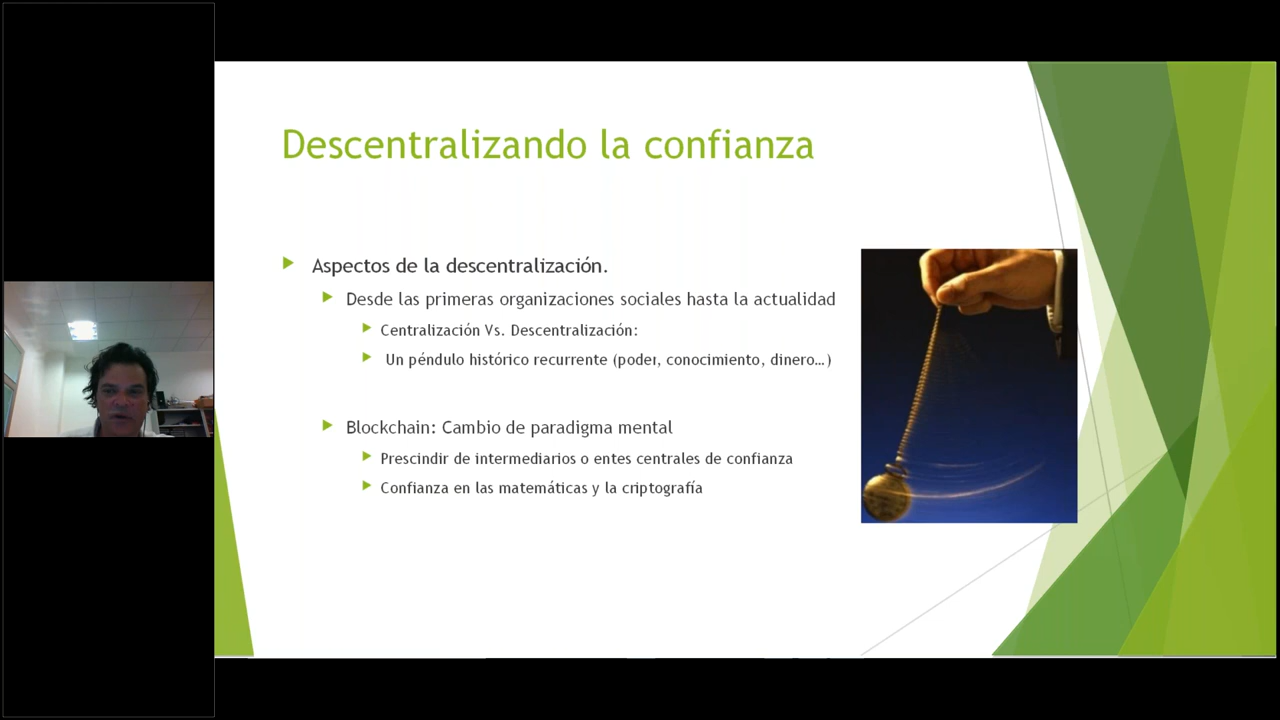 Descentralizando la confianza
Aspectos de la descentralización.
Desde las primeras organizaciones sociales hasta la actualidad
Centralización Vs. Descentralización:
Un péndulo histórico recurrente (poder, conocimiento, dinero…)
Blockchain: Cambio de paradigma mental
Prescindir de intermediarios o entes centrales de confianza
Confianza en las matemáticas y la criptografía